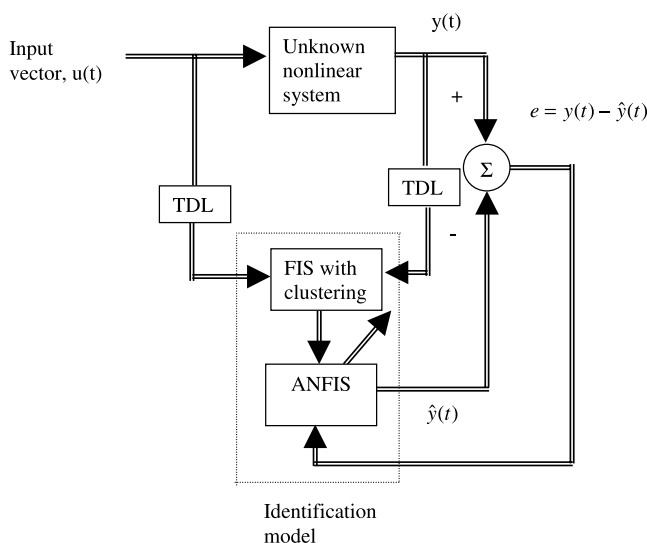 Input
vector, u(t)
Unknown
nonlinear
system
y(t)
+
e = y(t) − ŷ(t)
Σ
TDL
TDL
-
FIS with
clustering
ANFIS
ŷ(t)
Identification
model